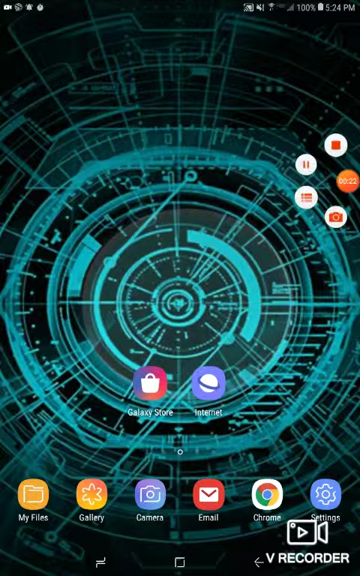 100% 5:24 PM
00:22
Galaxy Store Internet
My Files Gallery Camera Email Chrome Settings
V RECORDER